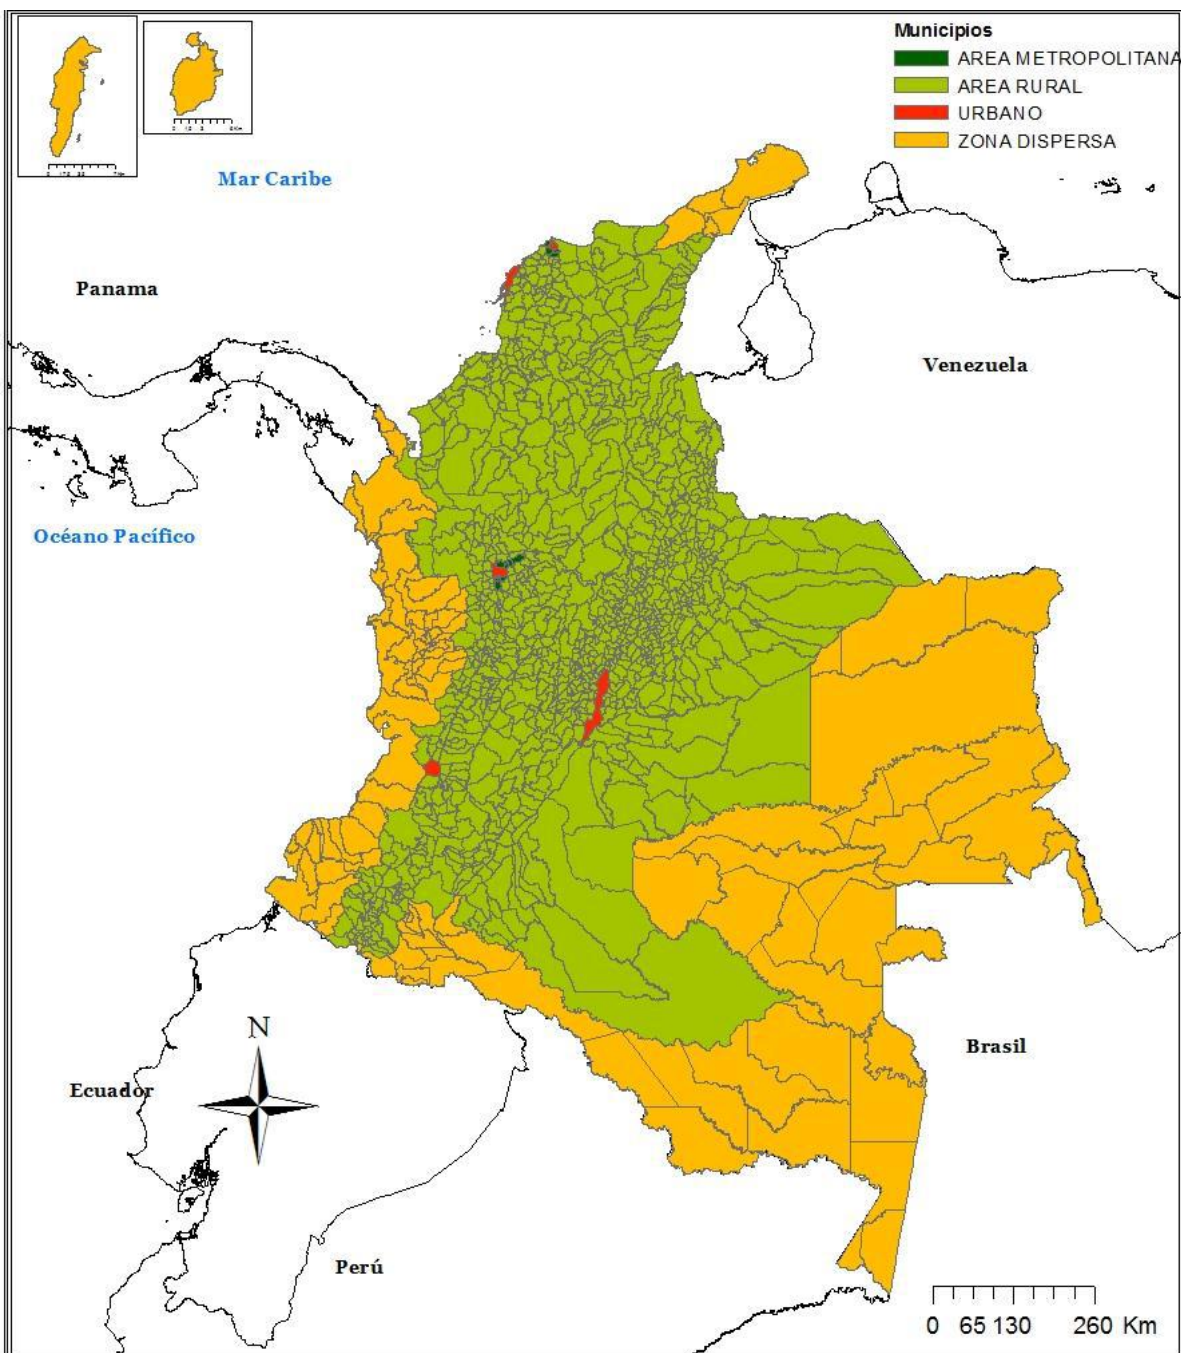 Municipios
AREA METROPOLITANA
AREA RURAL
URBANO
ZONA DISPERSA
Mar Caribe
Panama
Venezuela
Océano Pacífico
N
Brasil
Ecuador
Perú
0 65 130 260 Km